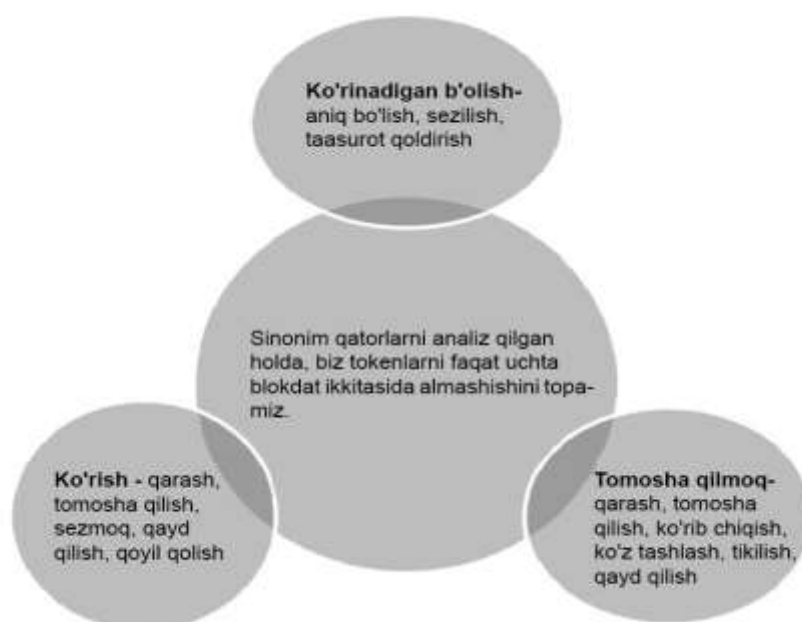 Ko'rinadigan b'olish-
aniq bo'lish, sezilish,
taasurot qoldirish
Sinonim qatorlarni analiz qilgan
holda, biz tokenlarni faqat uchta
blokdat ikkitasida almashishini topa-
miz.
Ko'rish - qarash,
tomosha qilish,
sezmoq, qayd
qilish, qoyil qolish
Tomosha qilmoq-
qarash, tomosha
qilish, ko'rib chiqish,
ko'z tashlash, tikilish,
qayd qilish